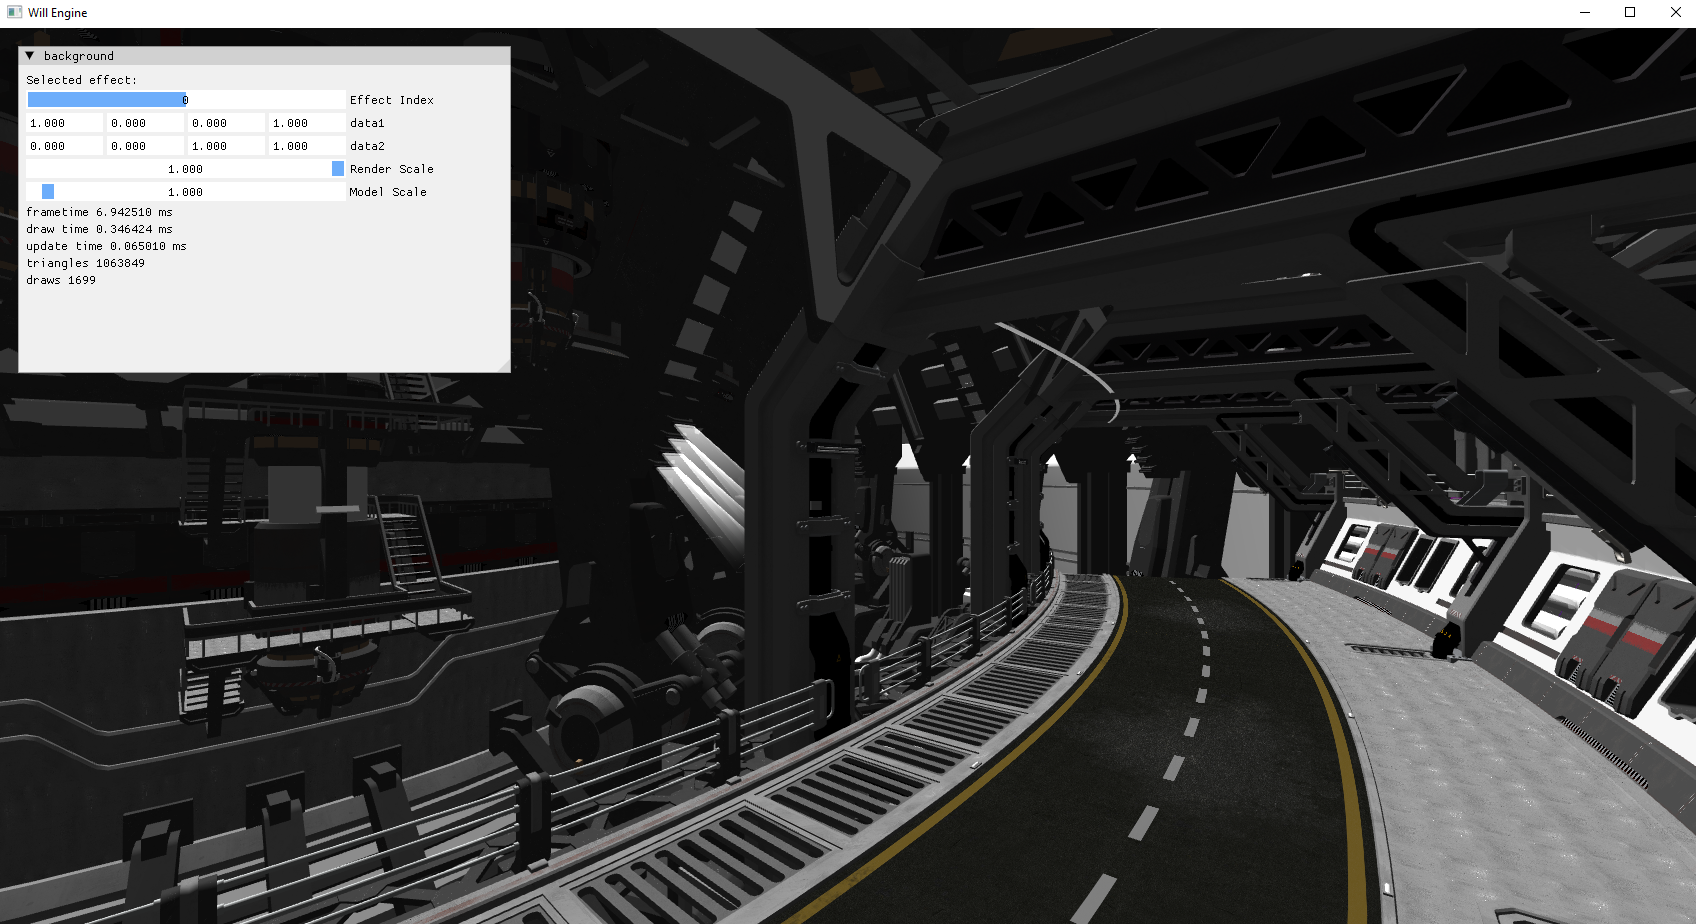 Will Engine
background
Selected effect:
0 Effect Index
1.000 0.000 0.000 1.000 data1
0.000 0.000 1.000 1.000 data2
1.000 Render Scale
1.000 Model Scale
frametime 6.942510 ms
draw time 0.346424 ms
update time 0.065010 ms
triangles 1063849
draws 1699